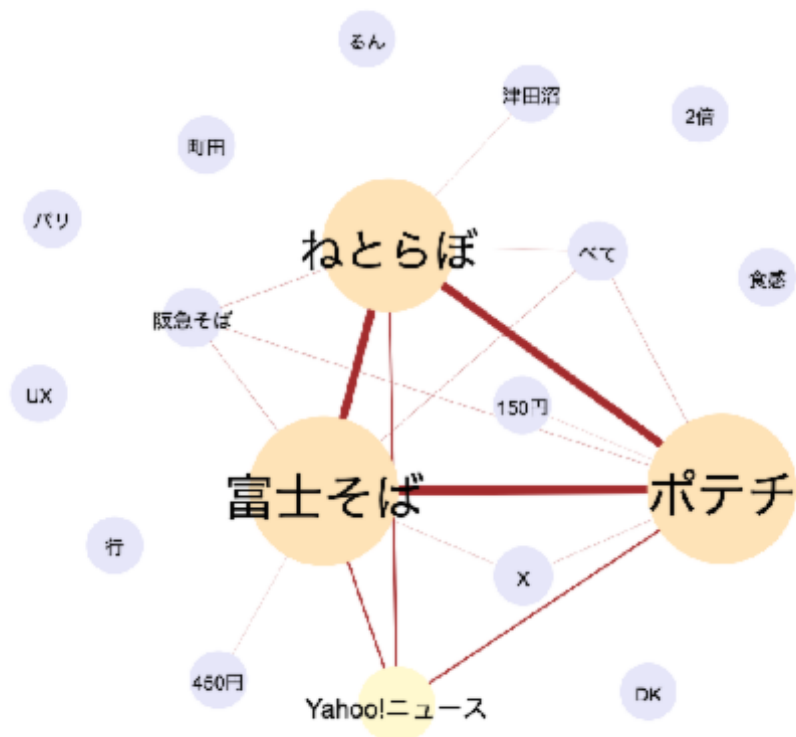 るん
津田沼
2倍
町田
パリ
ねとらぼ
べて
食感
阪急そば
UX
150円
富士そば
ポテチ
行
X
450円
Yahoo!ニュース
DK